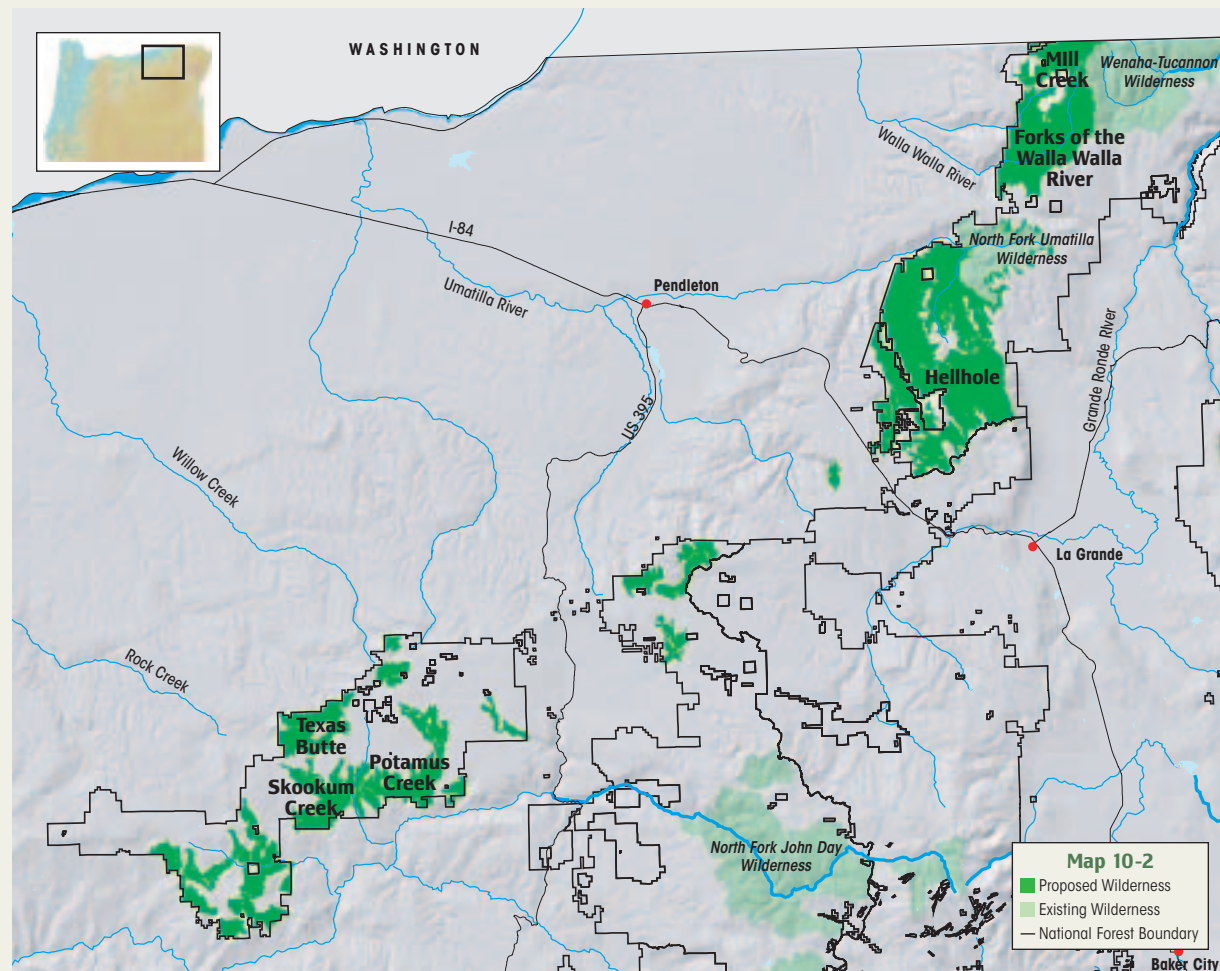 WASHINGTON
MIll
Creek
Wenaha-Tucannon
Wilderness
Forks of the
Walla Walla
River
Walla Walla River
I-84
North Fork Umatilla
Wilderness
Umatilla River
Pendleton
Grande Ronde River
Hellhole
US 395
Willow Creek
La Grande
Rock Creek
Texas
Butte
Potamus
Creek
Skookum
Creek
North Fork John Day
Wilderness
Map 10-2
Proposed Wilderness
Existing Wilderness
National Forest Boundary
Baker City